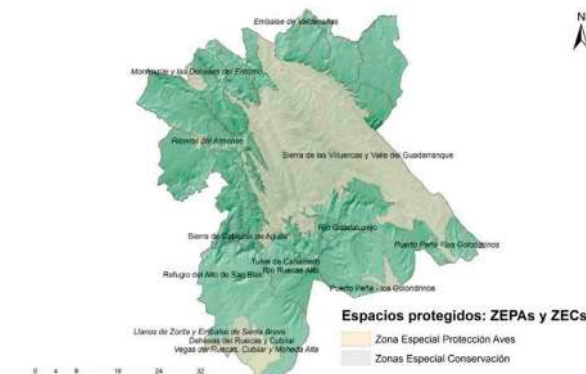 N
Embalse de Valdecañas
Monfragüe y las Dehesas del Entorno
Riberos del Almonte
Sierra de las Villuercas y Valle del Guadarranque
Río Guadalupejo
Sierra de Cabezas de Águila
Puerto Peña - los Golondrinos
Túnel de Cañamero
Río Ruecas Alto
Refugio del Alto de San Blas
Puerto Peña - los Golondrinos
Espacios protegidos: ZEPAs y ZECs
Llanos de Zorita y Embalse de Sierra Brava
Dehesas del Ruecas y Cubilar
Zona Especial Protección Aves
Vegas del Ruecas, Cubilar y Moheda Alta
Zonas Especial Conservación
0 4 8 16 24 32